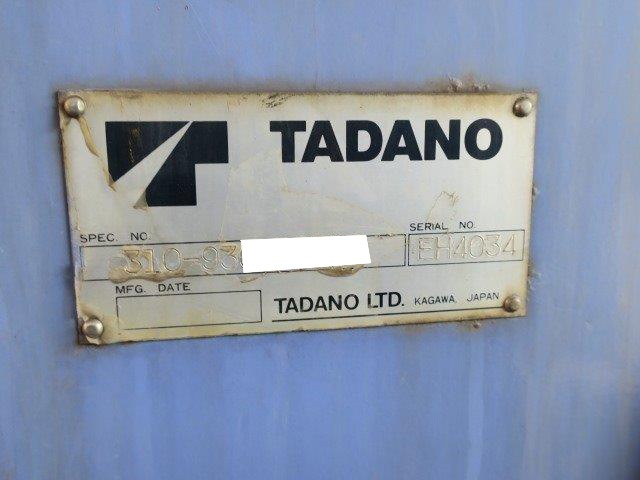 TADANO
SPEC. NO.
SERIAL NO.
310-93
EH4034
MFG. DATE
TADANO LTD. KAGAWA, JAPAN